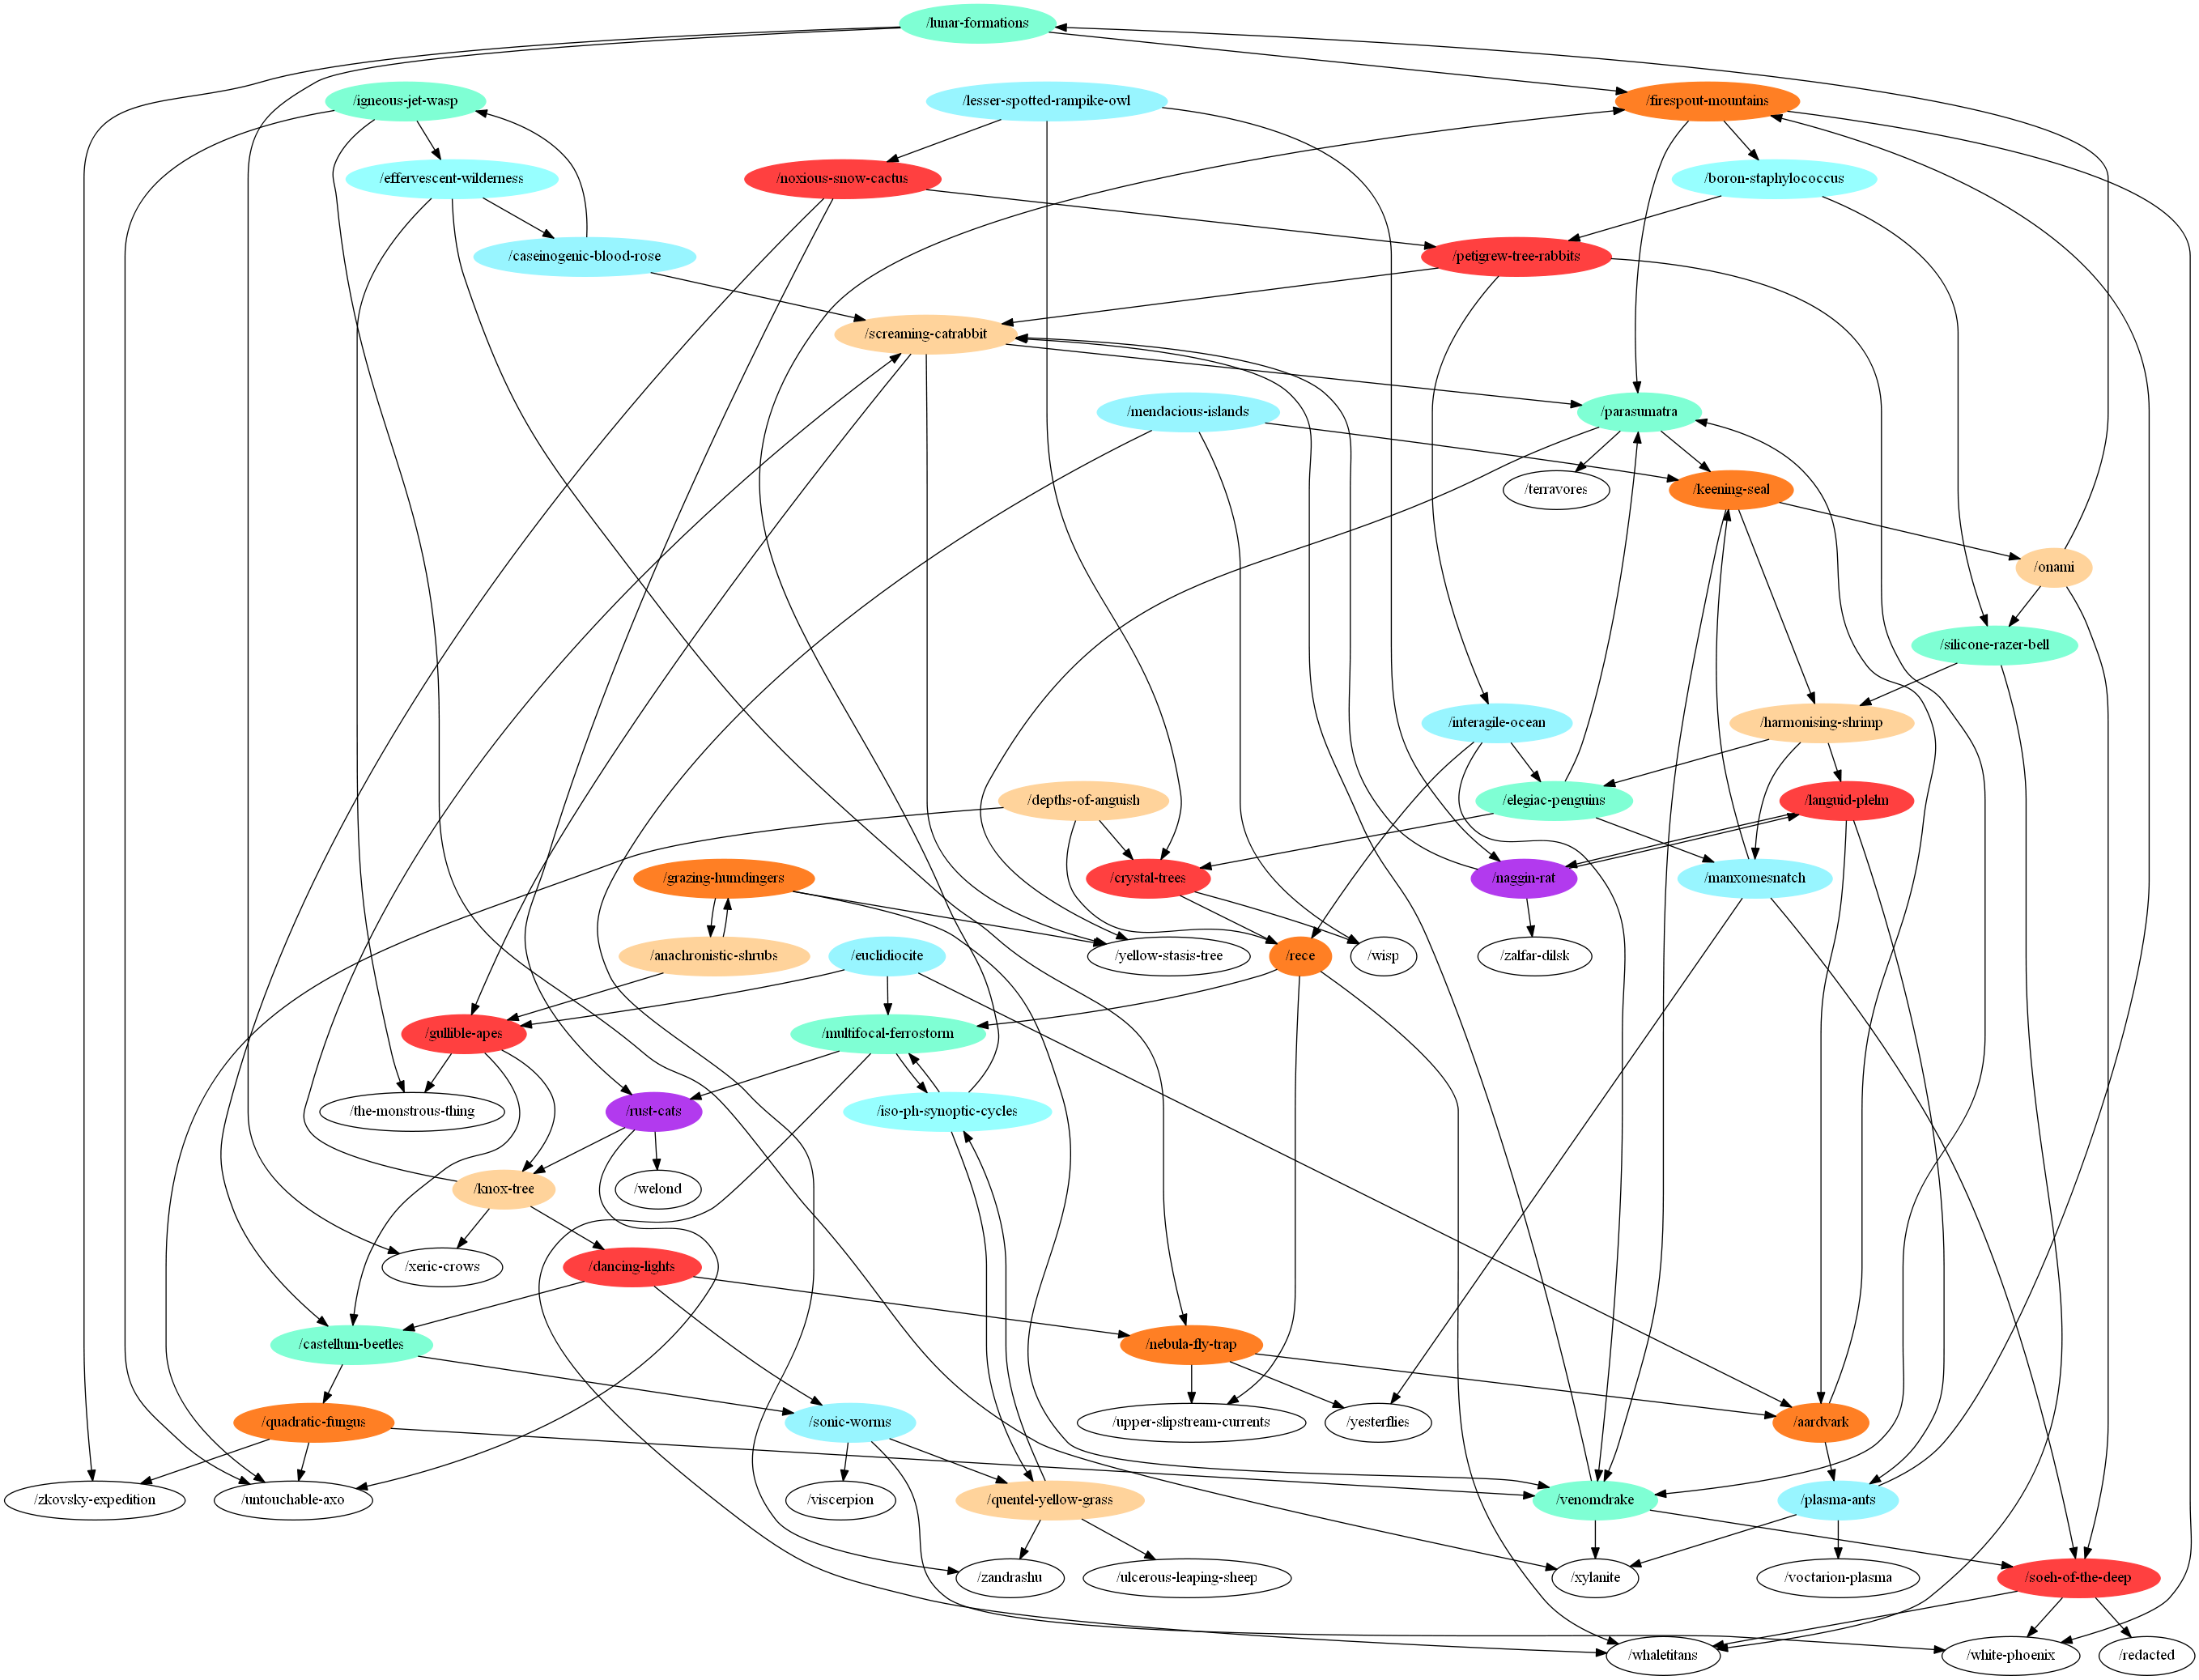 /lunar-formations
/igneous-jet-wasp
/lesser-spotted-rampike-owl
/firespout-mountains
/effervescent-wilderness
/noxious-snow-cactus
/boron-staphylococcus
/caseinogenic-blood-rose
/petigrew-tree-rabbits
/screaming-catrabbit
/mendacious-islands
/parasumatra
/terravores
/keening-seal
/onami
/silicone-razer-bell
/interagile-ocean
/harmonising-shrimp
/depths-of-anguish
/elegiac-penguins
/languid-plelm
/grazing-humdingers
/crystal-trees
/naggin-rat
/manxomesnatch
/anachronistic-shrubs
/euclidiocite
/yellow-stasis-tree
/rece
/wisp
/zalfar-dilsk
/gullible-apes
/multifocal-ferrostorm
/the-monstrous-thing
/rust-cats
/iso-ph-synoptic-cycles
/knox-tree
/welond
/xeric-crows
/dancing-lights
/castellum-beetles
/nebula-fly-trap
/quadratic-fungus
/sonic-worms
/upper-slipstream-currents
/yesterflies
/aardvark
/zkovsky-expedition
/untouchable-axo
/viscerpion
/quentel-yellow-grass
/venomdrake
/plasma-ants
/zandrashu
/ulcerous-leaping-sheep
/xylanite
/voctarion-plasma
/soeh-of-the-deep
/whaletitans
/white-phoenix
/redacted